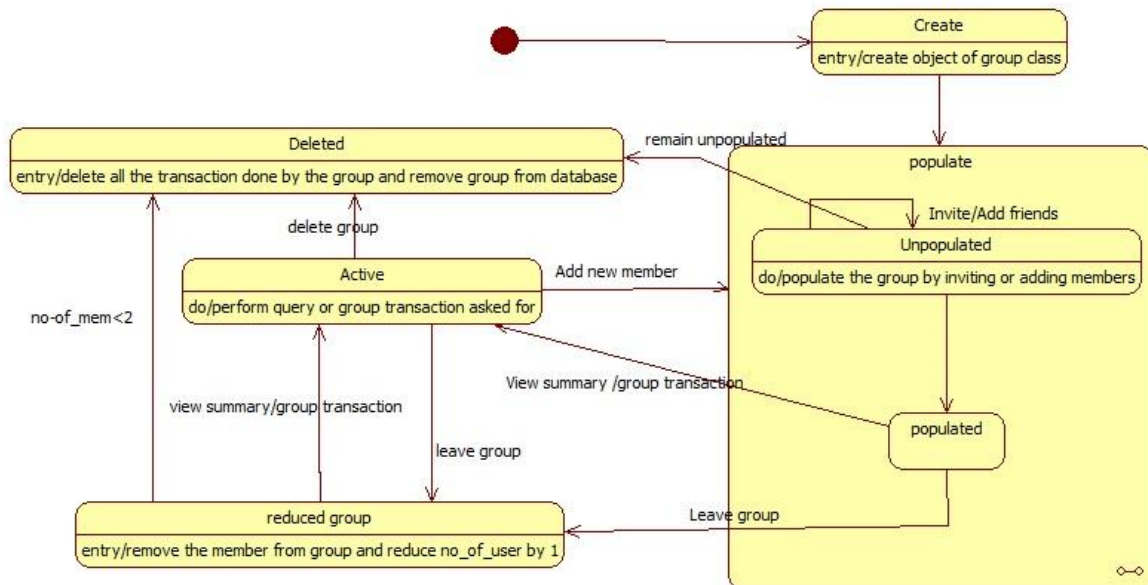 Create
entry/create object of group class
Deleted
entry/delete all the transaction done by the group and remove group from database
remain unpopulated
populate
Invite/Add friends
Unpopulated
do/populate the group by inviting or adding members
delete group
Active
do/perform query or group transaction asked for
Add new member
no-of_mem<2
view summary/group transaction
View summary /group transaction
populated
leave group
reduced group
entry/remove the member from group and reduce no_of_user by 1
Leave group